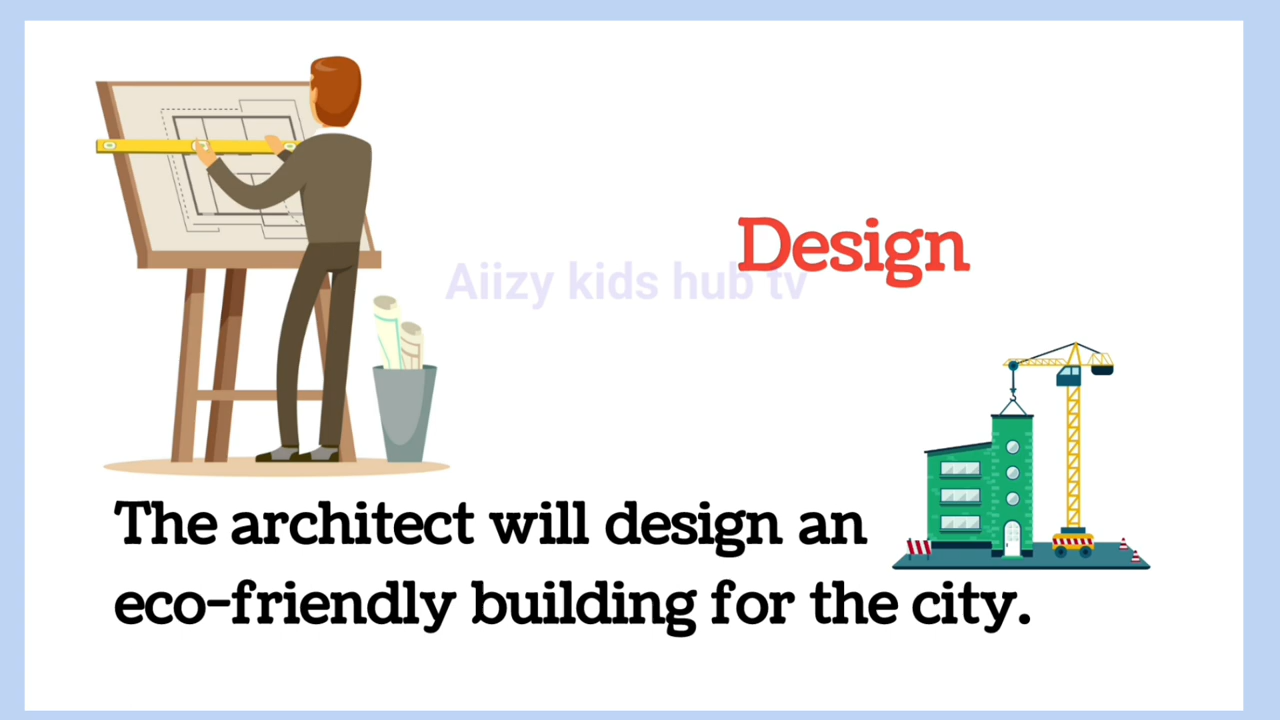 Design
Aiizy kids hub tv
The architect will design an
eco-friendly building for the city.